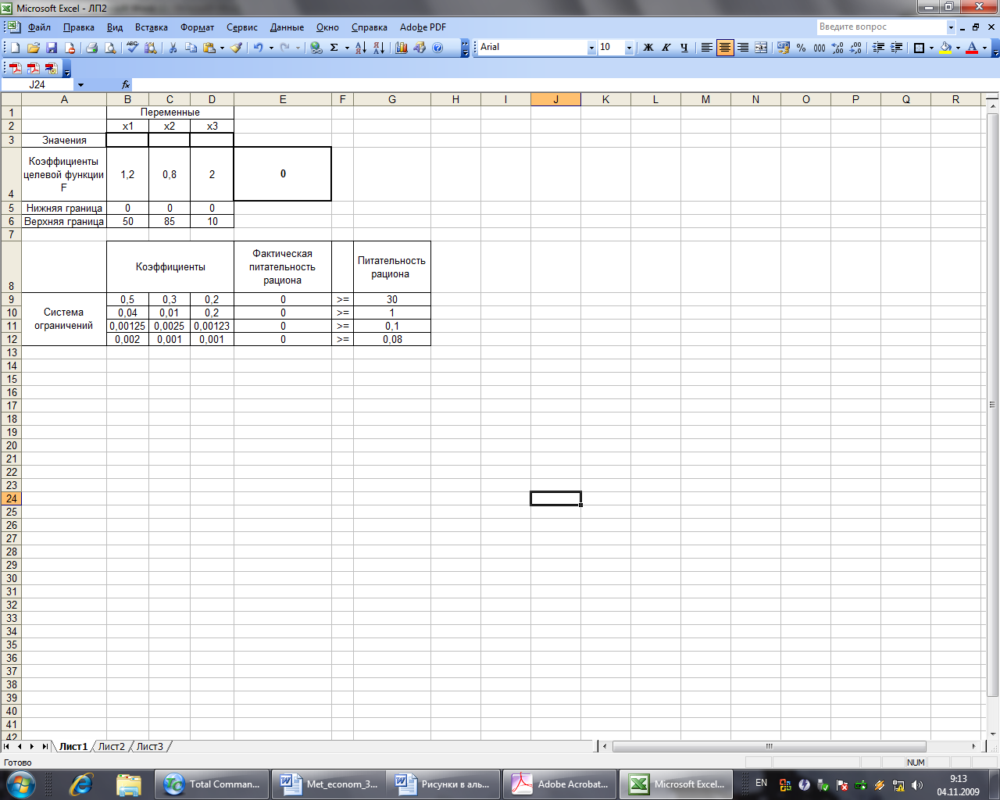 Microsoft Excel - ЛП2
Файл Правка Вид Вставка Формат Сервис Данные Окно Справка Adobe PDF Введите вопрос
Arial 10 Ж К Ч % 000
J24 fx
A B C D E F G H I J K L M N O P Q R
1 Переменные
2 x1 x2 x3
3 Значения
4 Коэффициенты целевой функции F 1,2 0,8 2 0
5 Нижняя граница 0 0 0
6 Верхняя граница 50 85 10
7
8 Коэффициенты Фактическая питательность рациона Питательность рациона
9 Система ограничений 0,5 0,3 0,2 0 >= 30
10 0,04 0,01 0,2 0 >= 1
11 0,00125 0,0025 0,00123 0 >= 0,1
12 0,002 0,001 0,001 0 >= 0,08
13
14
15
16
17
18
19
20
21
22
23
24
25
26
27
28
29
30
31
32
33
34
35
36
37
38
39
40
41
42
Лист1 Лист2 Лист3
Готово NUM
Total Comman... Met_econom_3... Рисунки в аль... Adobe Acrobat... Microsoft Excel... EN 9:13
04.11.2009